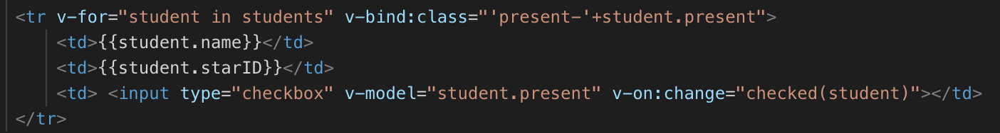 <tr v-for="student in students" v-bind:class="'present-'+student.present">
<td>{{student.name}}</td>
<td>{{student.starID}}</td>
<td> <input type="checkbox" v-model="student.present" v-on:change="checked(student)"></td>
</tr>